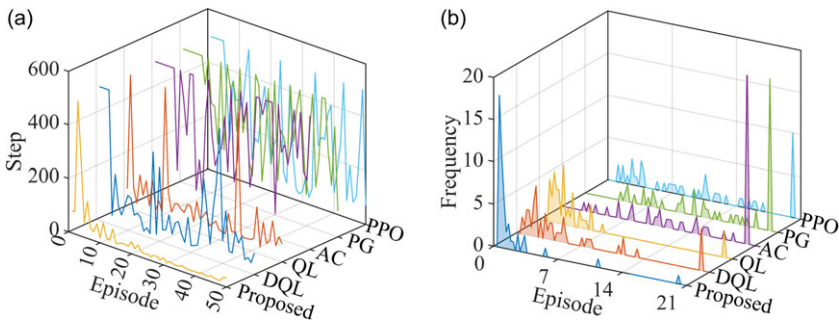 (a)
600
400
200
0
Step
0
10
20
30
40
50
Episode
Proposed
DQL
QL
AC
PG
PPO
(b)
20
15
10
5
0
Frequency
0
7
14
21
Episode
Proposed
DQL
QL
AC
PG
PPO